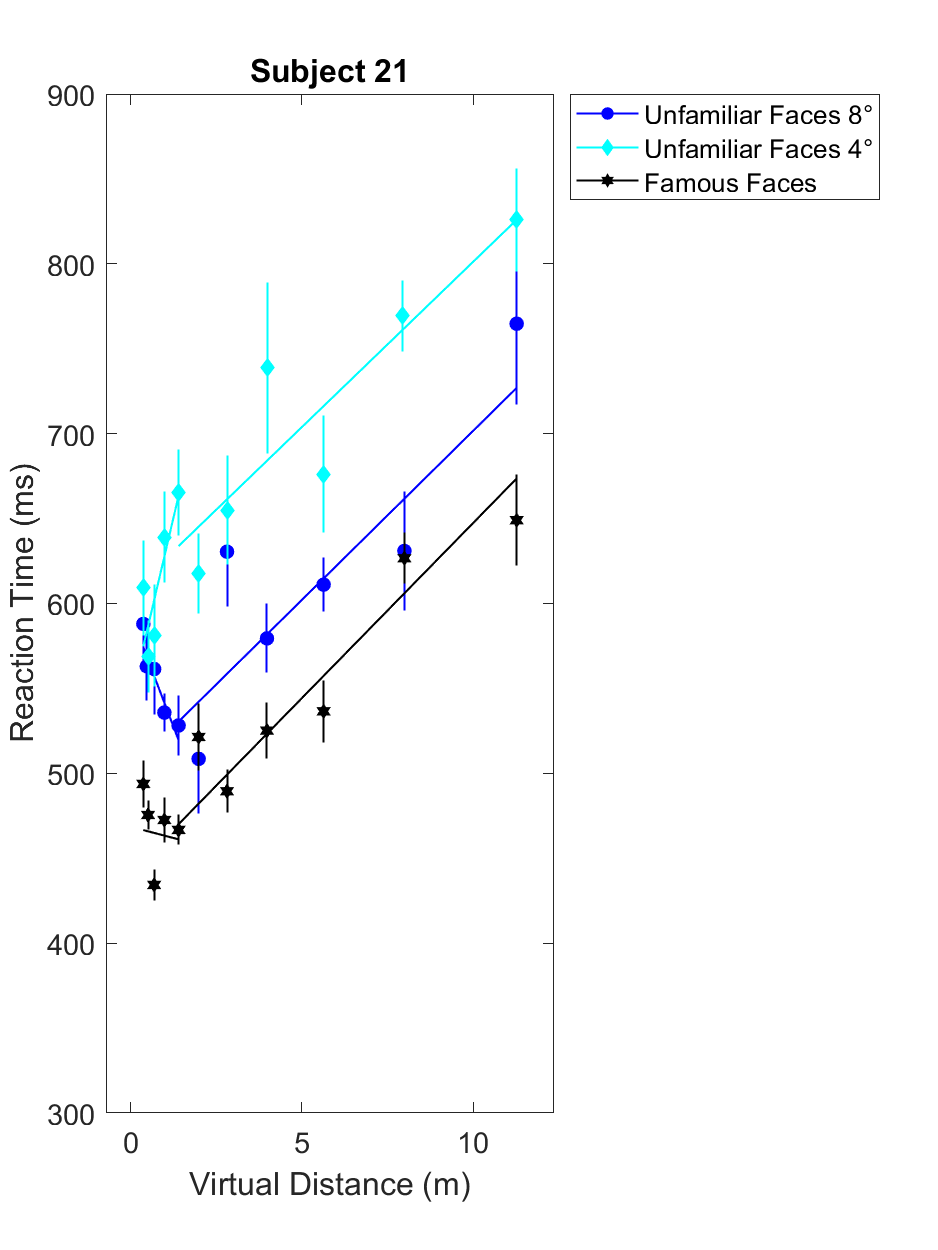 Subject 21
900
800
700
600
500
400
300
Reaction Time (ms)
0 5 10
Virtual Distance (m)
Unfamiliar Faces 8°
Unfamiliar Faces 4°
Famous Faces